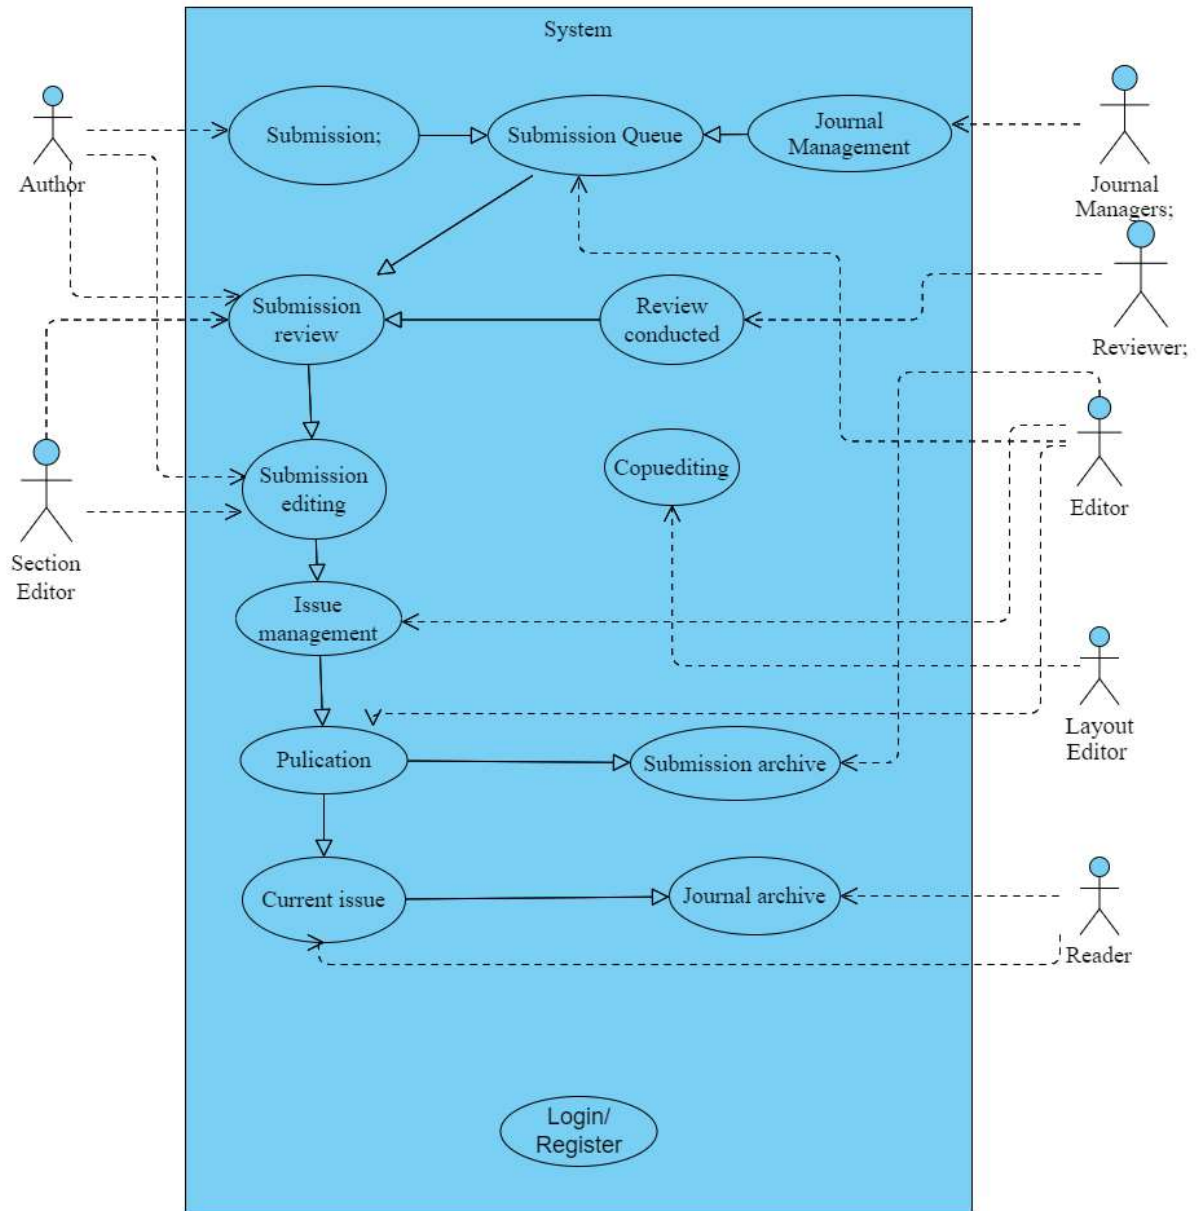 System
Submission;
Submission Queue
Journal
Management
Author
Journal
Managers;
Submission
review
Review
conducted
Reviewer;
Submission
editing
Copuediting
Editor
Section
Editor
Issue
management
Layout
Editor
Pulication
Submission archive
Current issue
Journal archive
Reader
Login/
Register